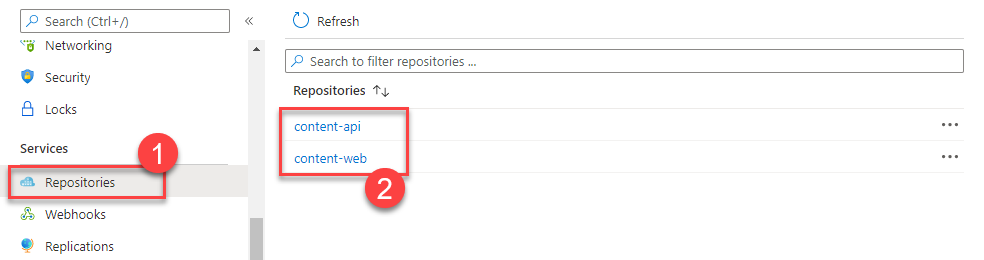 Search (Ctrl+/)
«
Networking
Security
Locks
Services
1
Repositories
Webhooks
Replications
Refresh
Search to filter repositories ...
Repositories ↑↓
content-api
...
content-web
...
2